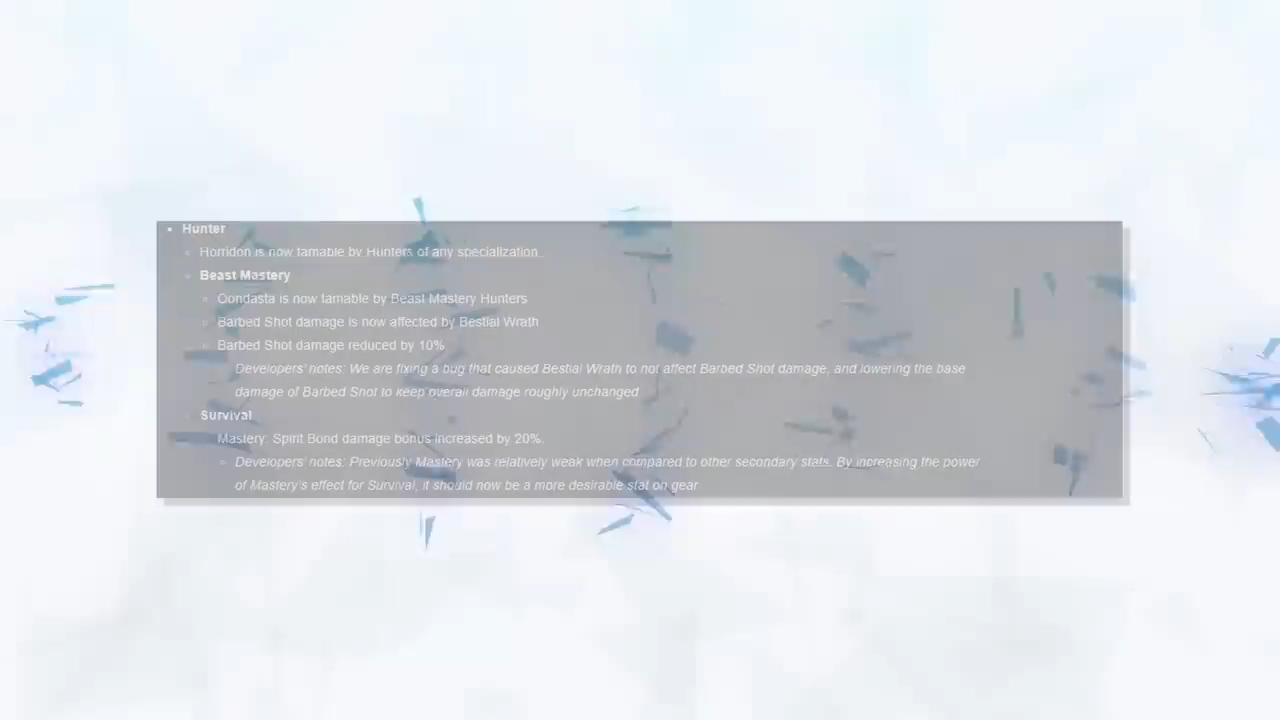 Hunter
Horridon is now tamable by Hunters of any specialization.
Beast Mastery
Oondasta is now tamable by Beast Mastery Hunters
Barbed Shot damage is now affected by Bestial Wrath
Barbed Shot damage reduced by 10%
Developers' notes: We are fixing a bug that caused Bestial Wrath to not affect Barbed Shot damage, and lowering the base
damage of Barbed Shot to keep overall damage roughly unchanged
Survival
Mastery: Spirit Bond damage bonus increased by 20%.
Developers' notes: Previously Mastery was relatively weak when compared to other secondary stats. By increasing the power
of Mastery's effect for Survival, it should now be a more desirable stat on gear